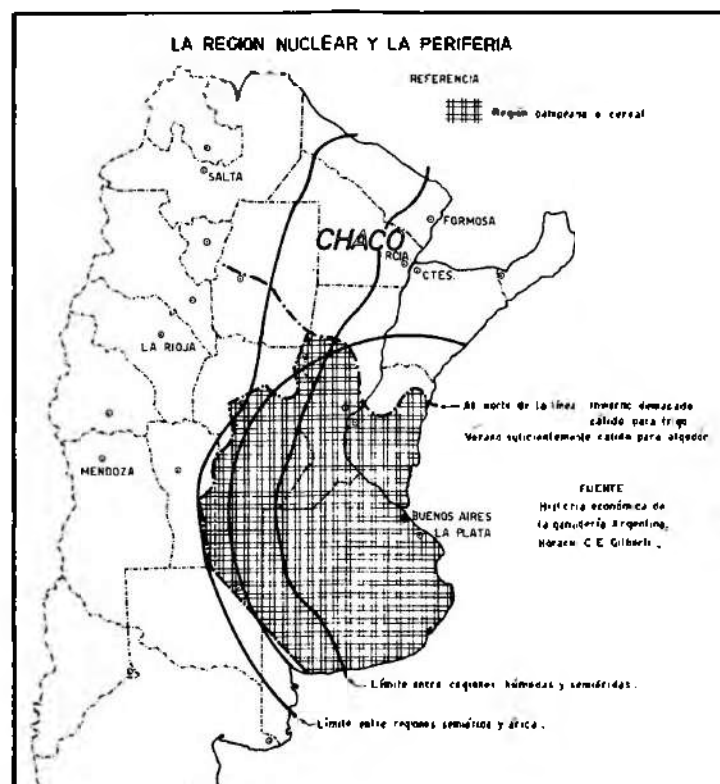 LA REGION NUCLEAR Y LA PERIFERIA
REFERENCIA
Región pampeana o cereal
SALTA
FORMOSA
CHACO
RCIA
CTES.
LA RIOJA
Al norte de la línea: Invierno demasiado
cálido para trigo
Verano suficientemente cálido para algodón
MENDOZA
FUENTE
Historia económica de
la ganadería Argentina,
Horacio C. E. Giberti.
BUENOS AIRES
LA PLATA
Límite entre regiones húmedas y semiáridas.
Límite entre regiones semiárida y árida.